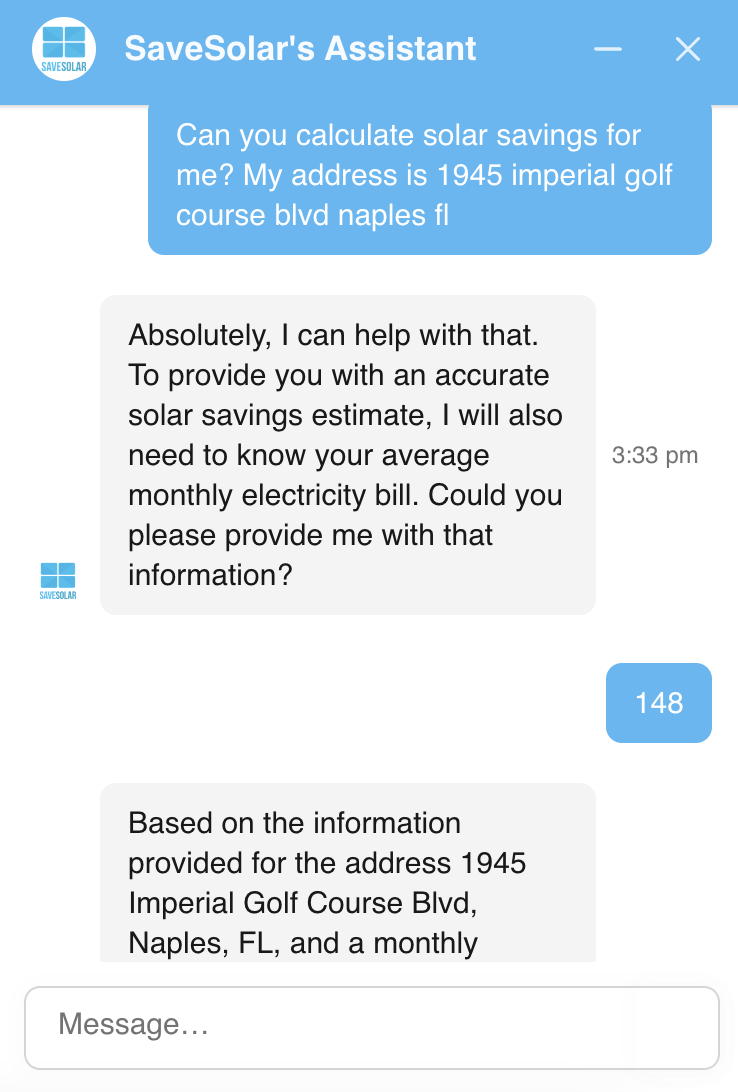 SAVESOLAR
SaveSolar's Assistant
Can you calculate solar savings for
me? My address is 1945 imperial golf
course blvd naples fl
Absolutely, I can help with that.
To provide you with an accurate
solar savings estimate, I will also
need to know your average
monthly electricity bill. Could you
please provide me with that
information?
3:33 pm
SAVESOLAR
148
Based on the information
provided for the address 1945
Imperial Golf Course Blvd,
Naples, FL, and a monthly
Message…